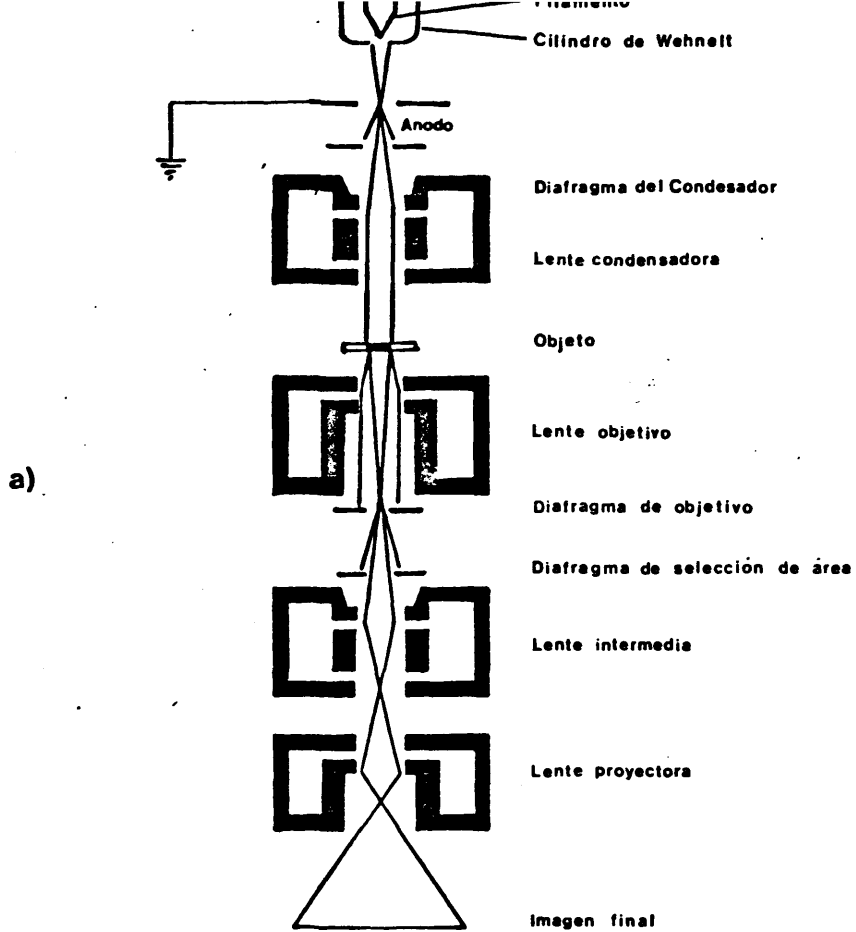 Cilindro de Wehnelt
Anodo
Diafragma del Condesador
Lente condensadora
Objeto
Lente objetivo
a)
Diafragma de objetivo
Diafragma de selección de área
Lente intermedia
Lente proyectora
Imagen final